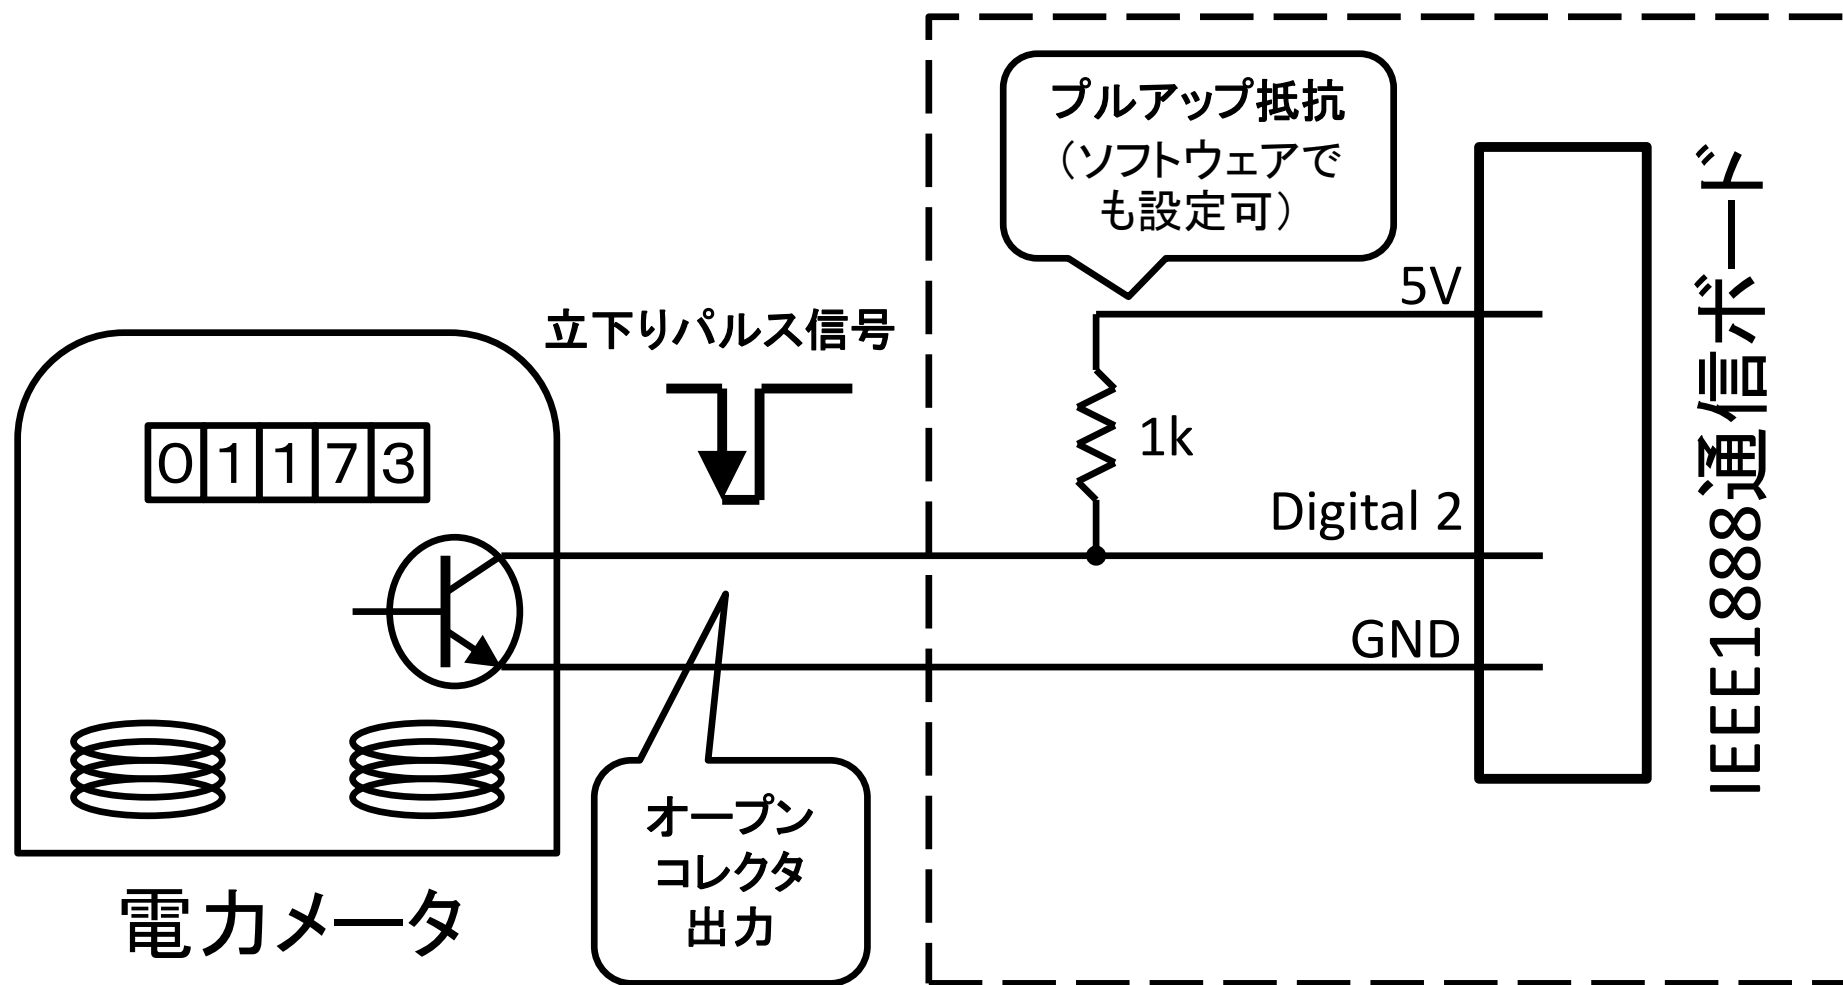 プルアップ抵抗
（ソフトウェアで
も設定可）
5V
立下りパルス信号
01173
1k
Digital 2
GND
IEEE1888通信ボード
オープン
コレクタ
出力
電力メータ